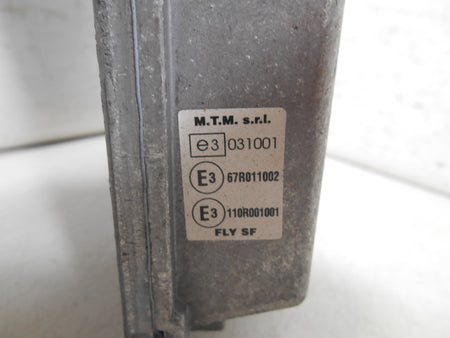 M.T.M. s.r.l.
e3 031001
E3 67R011002
E3 110R001001
FLY SF